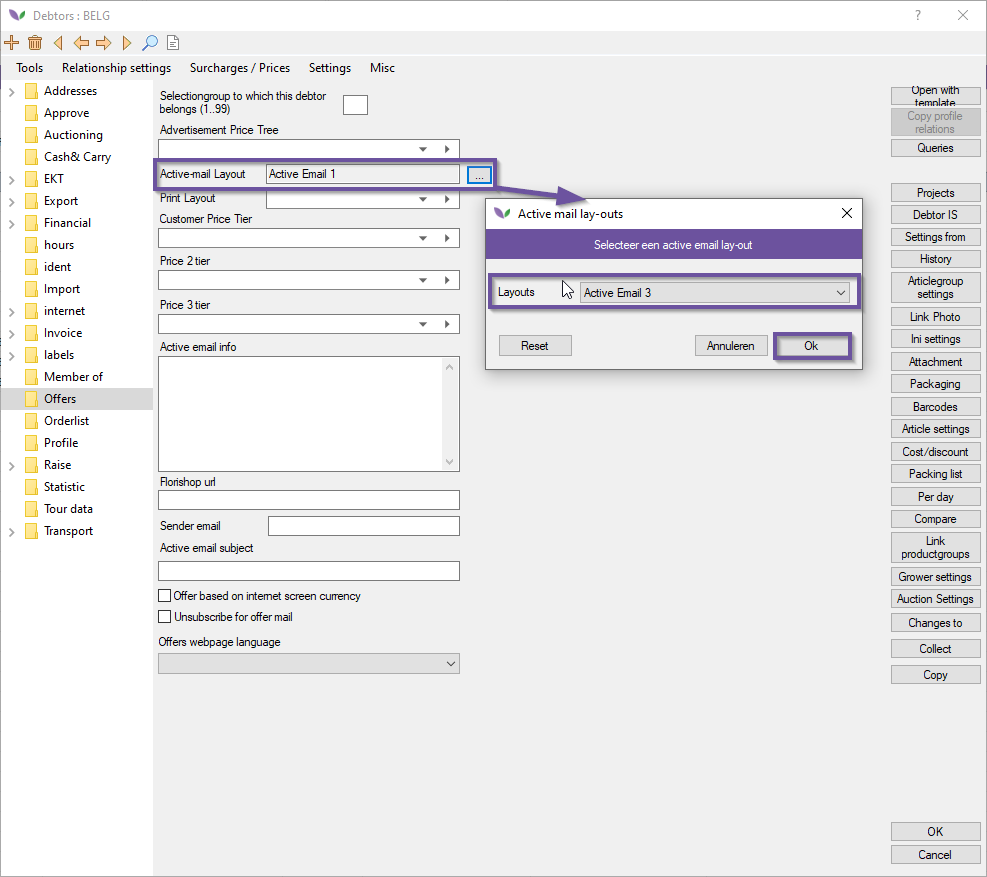 Debtors : BELG
?
Tools Relationship settings Surcharges / Prices Settings Misc
Addresses
Approve
Auctioning
Cash& Carry
EKT
Export
Financial
hours
ident
Import
internet
Invoice
labels
Member of
Offers
Orderlist
Profile
Raise
Statistic
Tour data
Transport
Selectiongroup to which this debtor
belongs (1..99)
Advertisement Price Tree
Active-mail Layout Active Email 1 ...
Print Layout
Customer Price Tier
Price 2 tier
Price 3 tier
Active email info
Florishop url
Sender email
Active email subject
Offer based on internet screen currency
Unsubscribe for offer mail
Offers webpage language
Active mail lay-outs
Selecteer een active email lay-out
Layouts Active Email 3
Reset Annuleren Ok
Open with
template
Copy profile
relations
Queries
Projects
Debtor IS
Settings from
History
Articlegroup
settings
Link Photo
Ini settings
Attachment
Packaging
Barcodes
Article settings
Cost/discount
Packing list
Per day
Compare
Link
productgroups
Grower settings
Auction Settings
Changes to
Collect
Copy
OK
Cancel